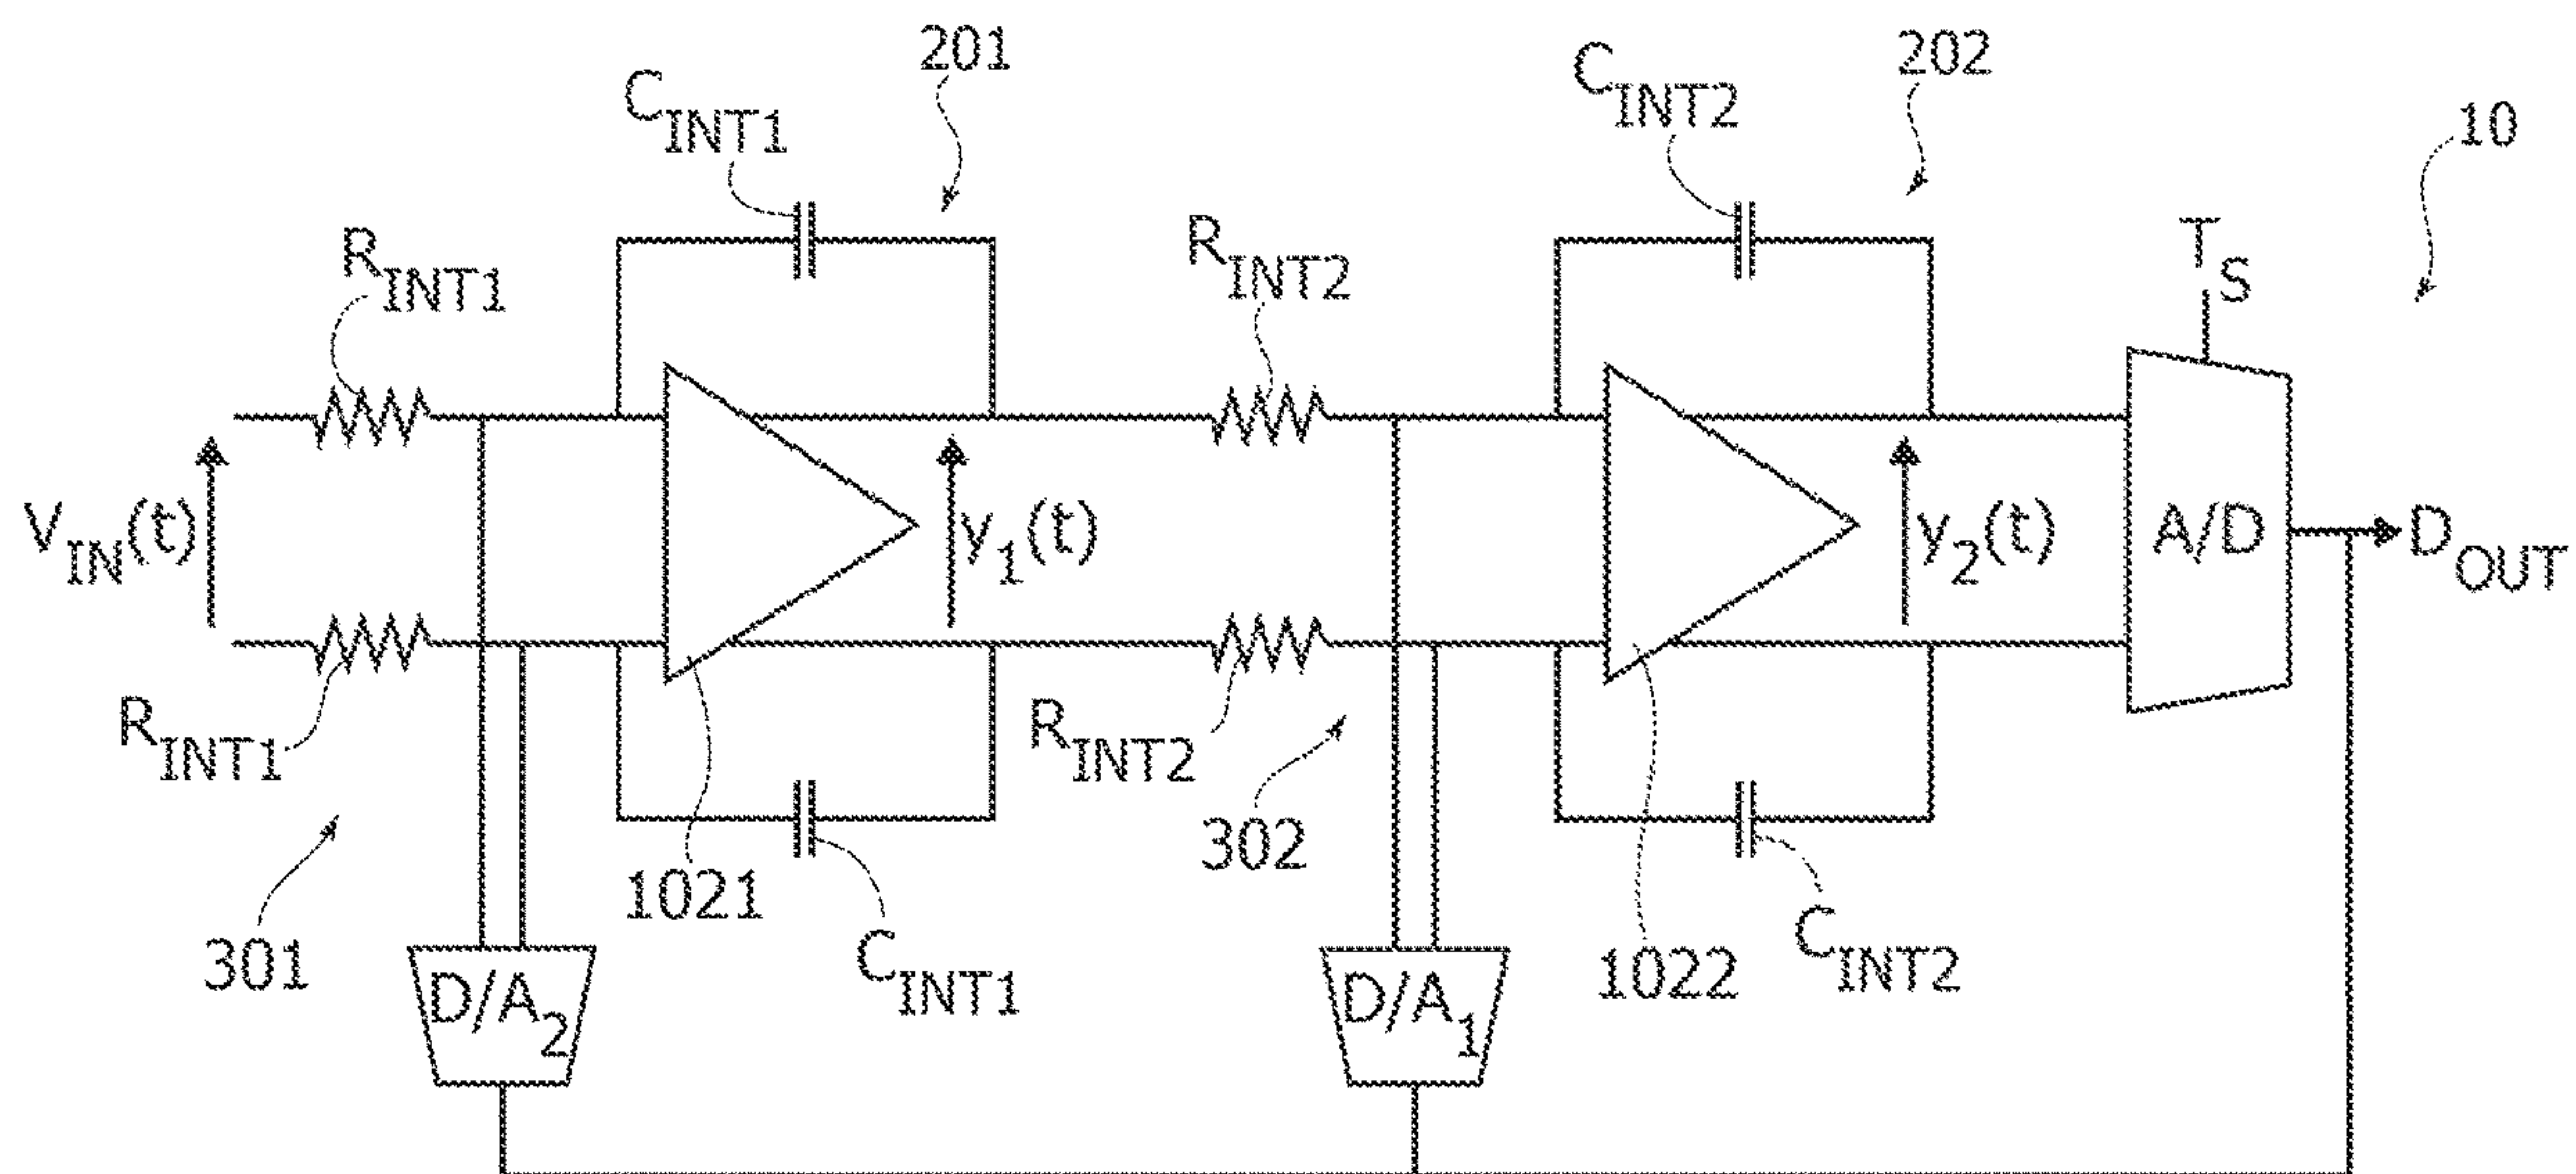 201
202
C_INT1
C_INT2
10
R_INT1
R_INT2
T_S
V_IN(t)
y_1(t)
y_2(t)
A/D
D_OUT
R_INT1
R_INT2
302
1021
301
C_INT1
1022
C_INT2
D/A_2
D/A_1